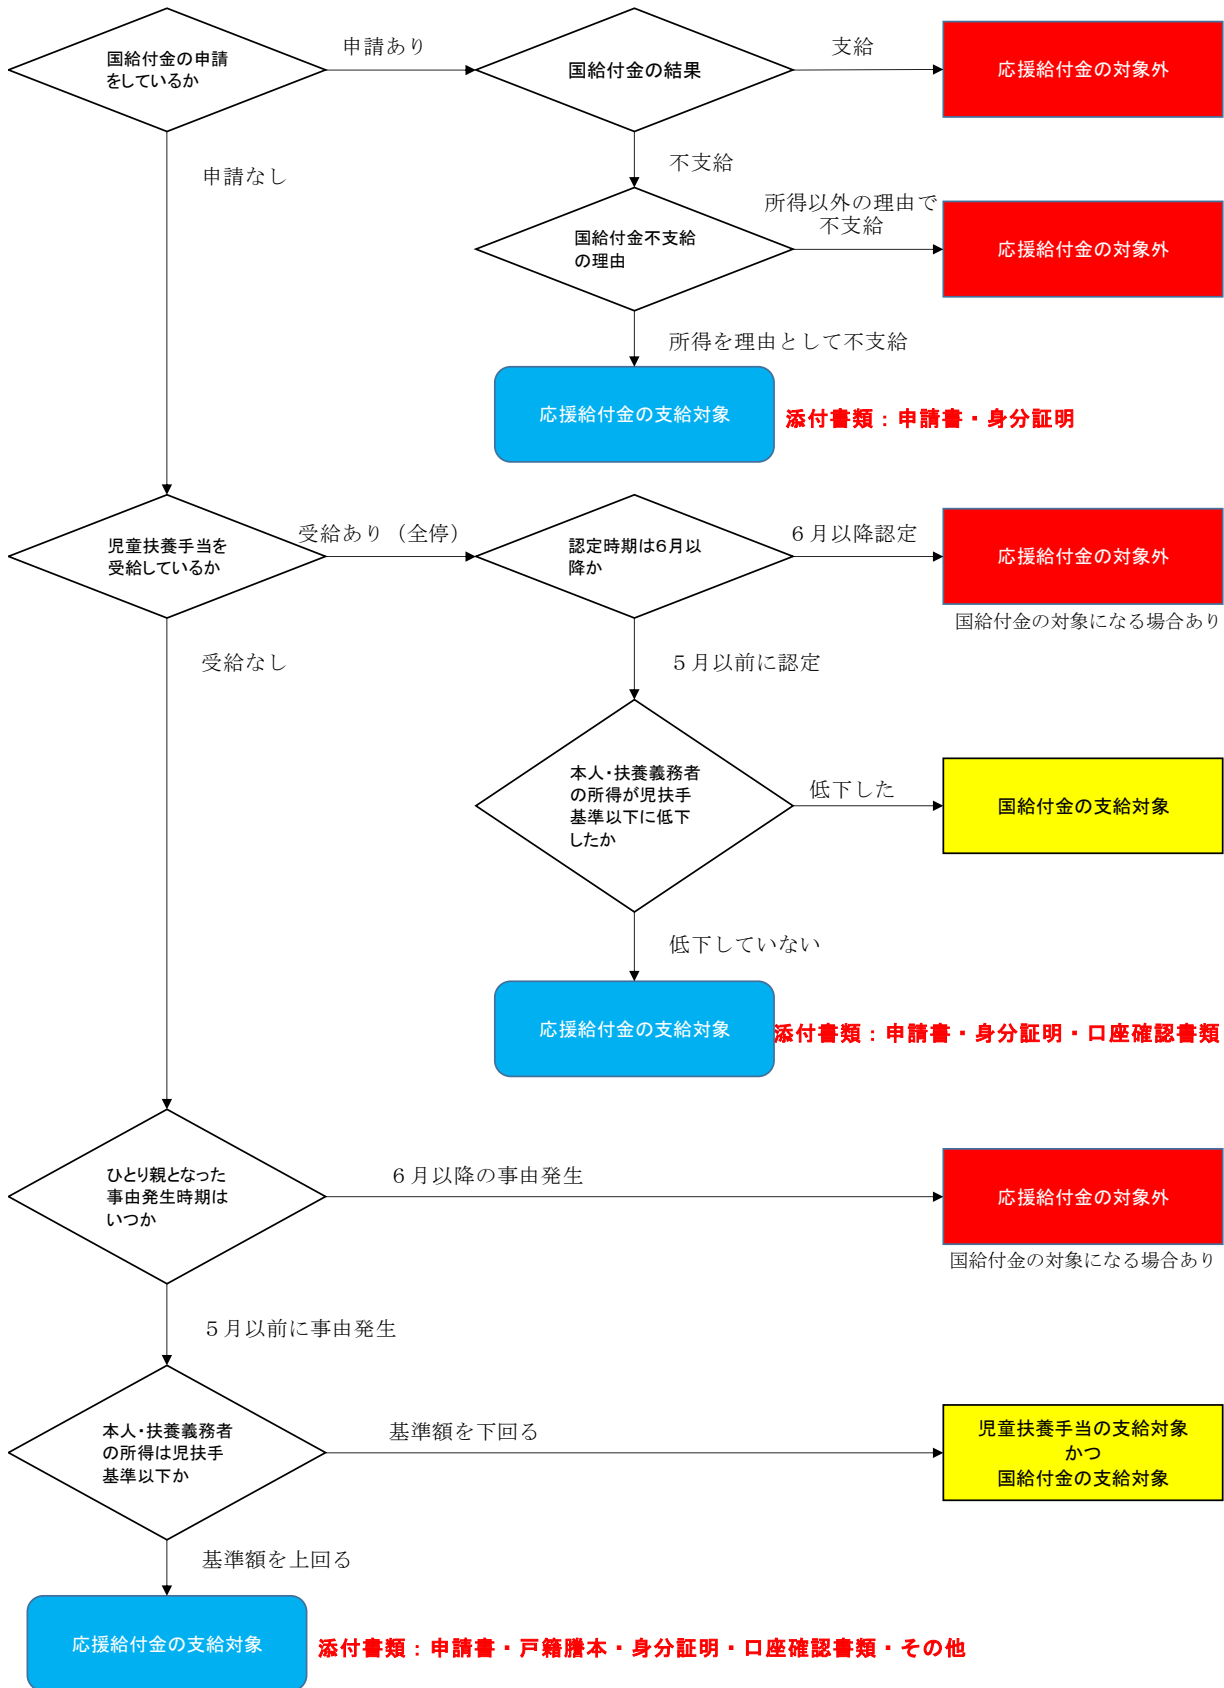 国給付金の申請
をしているか
申請あり
国給付金の結果
支給
応援給付金の対象外
申請なし
不支給
国給付金不支給
の理由
所得以外の理由で
不支給
応援給付金の対象外
所得を理由として不支給
応援給付金の支給対象
添付書類：申請書・身分証明
児童扶養手当を
受給しているか
受給あり（全停）
認定時期は６月以
降か
６月以降認定
応援給付金の対象外
国給付金の対象になる場合あり
受給なし
５月以前に認定
本人・扶養義務者
の所得が児扶手
基準以下に低下
したか
低下した
国給付金の支給対象
低下していない
応援給付金の支給対象
添付書類：申請書・身分証明・口座確認書類
ひとり親となった
事由発生時期は
いつか
６月以降の事由発生
応援給付金の対象外
国給付金の対象になる場合あり
５月以前に事由発生
本人・扶養義務者
の所得は児扶手
基準以下か
基準額を下回る
児童扶養手当の支給対象
かつ
国給付金の支給対象
基準額を上回る
応援給付金の支給対象
添付書類：申請書・戸籍謄本・身分証明・口座確認書類・その他